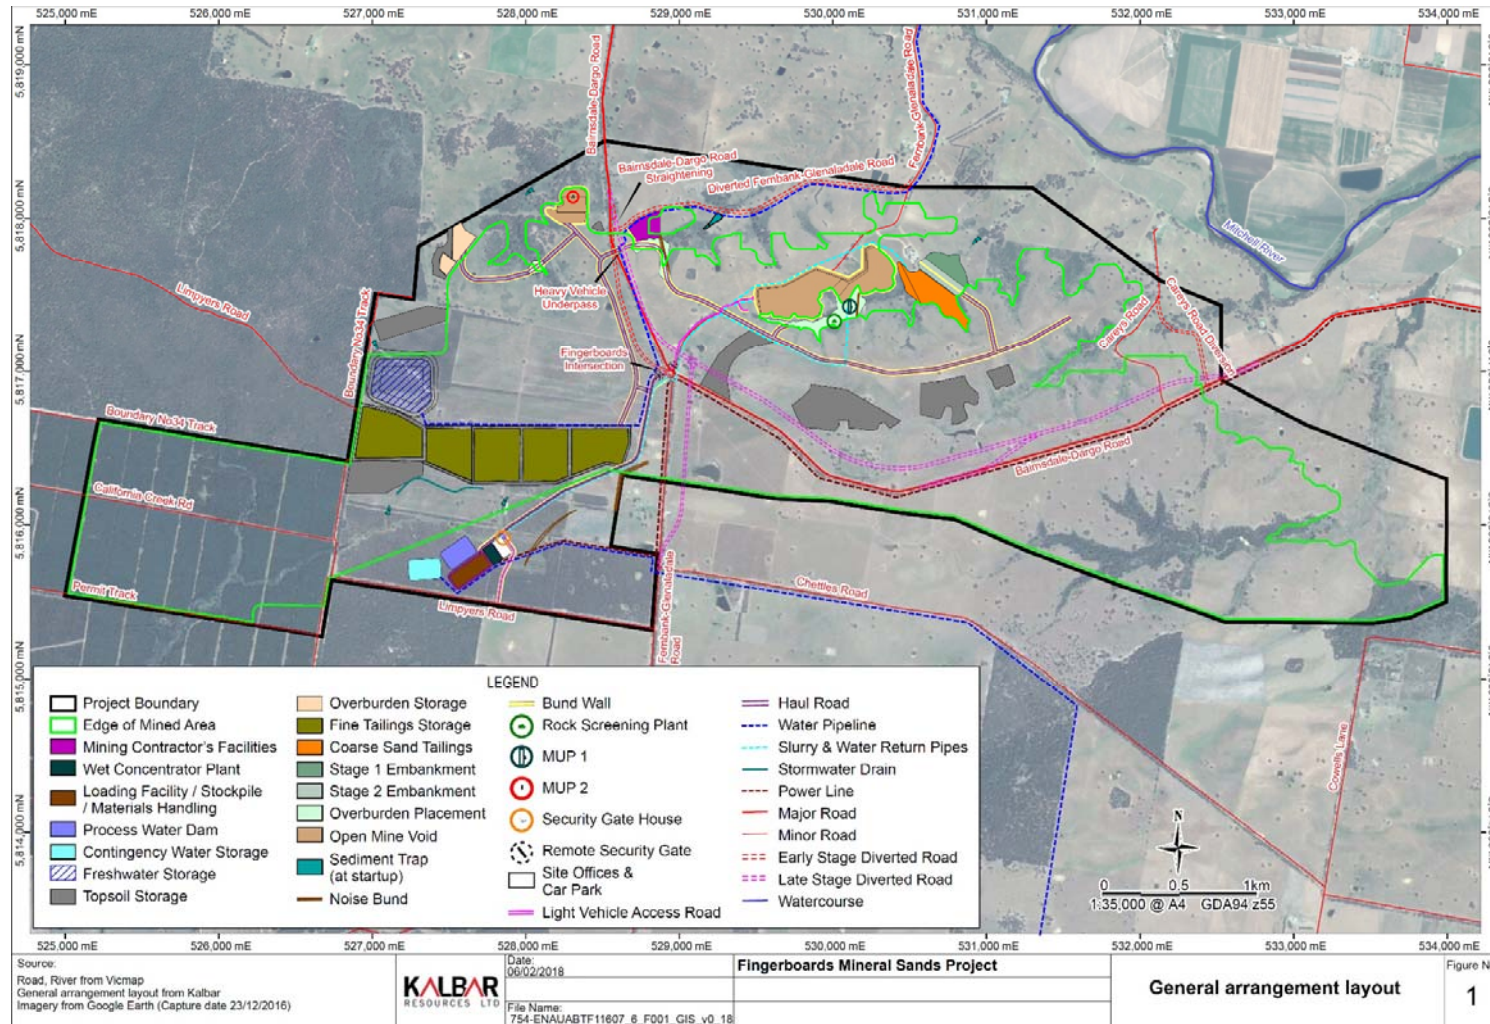 525,000 mE
526,000 mE
527,000 mE
528,000 mE
529,000 mE
530,000 mE
531,000 mE
532,000 mE
533,000 mE
534,000 mE
5,819,000 mN
5,818,000 mN
5,817,000 mN
5,816,000 mN
5,815,000 mN
5,814,000 mN
Bairnsdale-Dargo Road
Fernbank-Glenaladale Road
Bairnsdale-Dargo Road
Straightening
Diverted Fernbank-Glenaladale Road
Mitchell River
Limpyers Road
Boundary No34 Track
Heavy Vehicle
Underpass
Fingerboards
Intersection
Careys Road
Careys Road Diversion
Bairnsdale-Dargo Road
Boundary No34 Track
California Creek Rd
Permit Track
Limpyers Road
Fernbank-Glenaladale
Road
Chettles Road
Cowells Lane
LEGEND
Project Boundary
Edge of Mined Area
Mining Contractor's Facilities
Wet Concentrator Plant
Loading Facility / Stockpile
/ Materials Handling
Process Water Dam
Contingency Water Storage
Freshwater Storage
Topsoil Storage
Overburden Storage
Fine Tailings Storage
Coarse Sand Tailings
Stage 1 Embankment
Stage 2 Embankment
Overburden Placement
Open Mine Void
Sediment Trap
(at startup)
Noise Bund
Bund Wall
Rock Screening Plant
MUP 1
MUP 2
Security Gate House
Remote Security Gate
Site Offices &
Car Park
Light Vehicle Access Road
Haul Road
Water Pipeline
Slurry & Water Return Pipes
Stormwater Drain
Power Line
Major Road
Minor Road
Early Stage Diverted Road
Late Stage Diverted Road
Watercourse
N
0 0.5 1km
1:35,000 @ A4 GDA94 z55
525,000 mE
526,000 mE
527,000 mE
528,000 mE
529,000 mE
530,000 mE
531,000 mE
532,000 mE
533,000 mE
534,000 mE
Source:
Road, River from Vicmap
General arrangement layout from Kalbar
Imagery from Google Earth (Capture date 23/12/2016)
KALBAR
RESOURCES LTD
Date:
06/02/2018
File Name:
754-ENAUABTF11607_6_F001_GIS_v0_18
Fingerboards Mineral Sands Project
General arrangement layout
Figure N
1